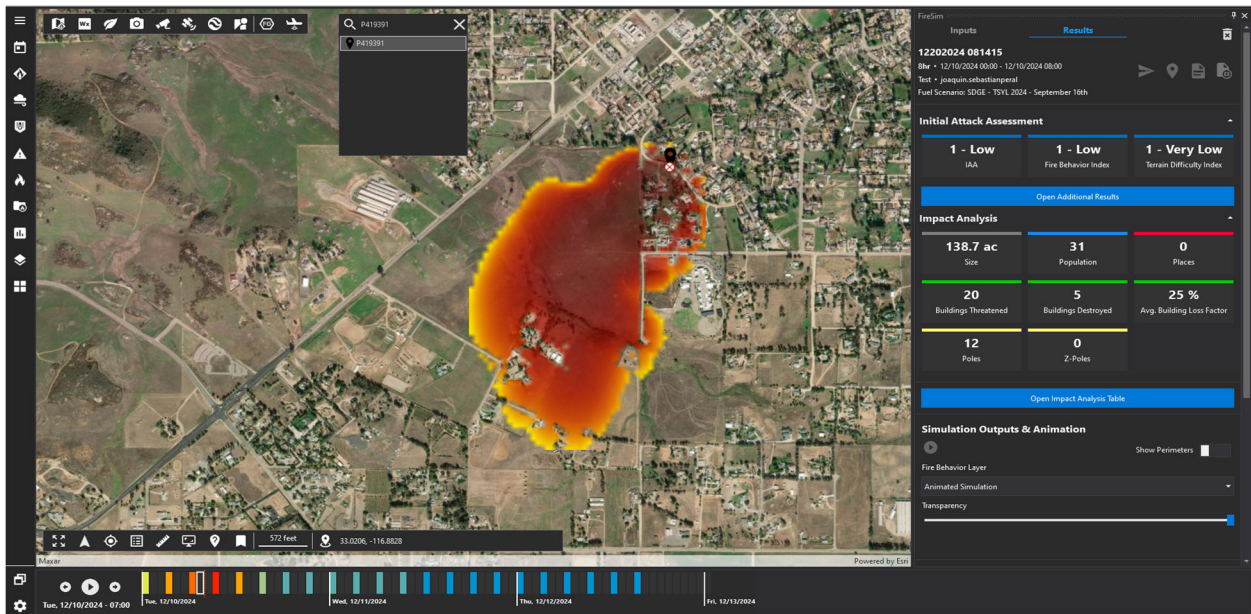 Wx
FG
P419391
P419391
FireSim
Inputs
Results
12202024 081415
8hr • 12/10/2024 00:00 - 12/10/2024 08:00
Test • joaquin.sebastianperal
Fuel Scenario: SDGE - TSYL 2024 - September 16th
Initial Attack Assessment
1 - Low
IAA
1 - Low
Fire Behavior Index
1 - Very Low
Terrain Difficulty Index
Open Additional Results
Impact Analysis
138.7 ac
Size
31
Population
0
Places
20
Buildings Threatened
5
Buildings Destroyed
25 %
Avg. Building Loss Factor
12
Poles
0
Z-Poles
Open Impact Analysis Table
Simulation Outputs & Animation
Show Perimeters
Fire Behavior Layer
Animated Simulation
Transparency
572 feet
33.0206, -116.8828
Maxar
Powered by Esri
Tue, 12/10/2024 - 07:00
Tue, 12/10/2024
Wed, 12/11/2024
Thu, 12/12/2024
Fri, 12/13/2024